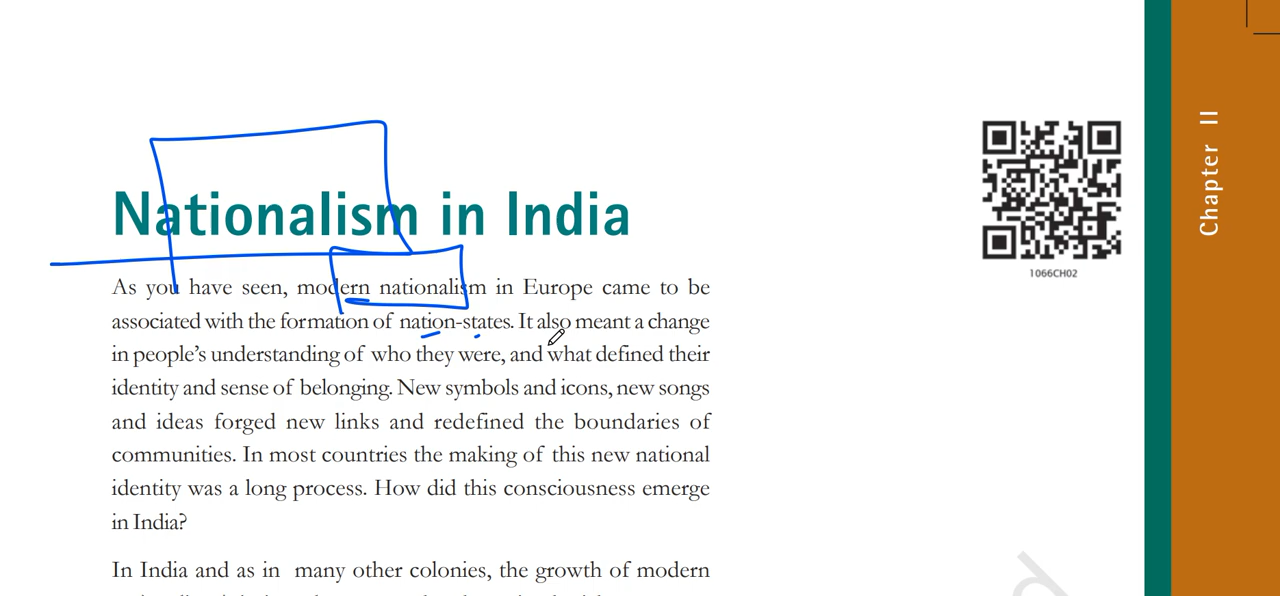 Chapter II
Nationalism in India
1066CH02
As you have seen, modern nationalism in Europe came to be
associated with the formation of nation-states. It also meant a change
in people's understanding of who they were, and what defined their
identity and sense of belonging. New symbols and icons, new songs
and ideas forged new links and redefined the boundaries of
communities. In most countries the making of this new national
identity was a long process. How did this consciousness emerge
in India?
In India and as in many other colonies, the growth of modern